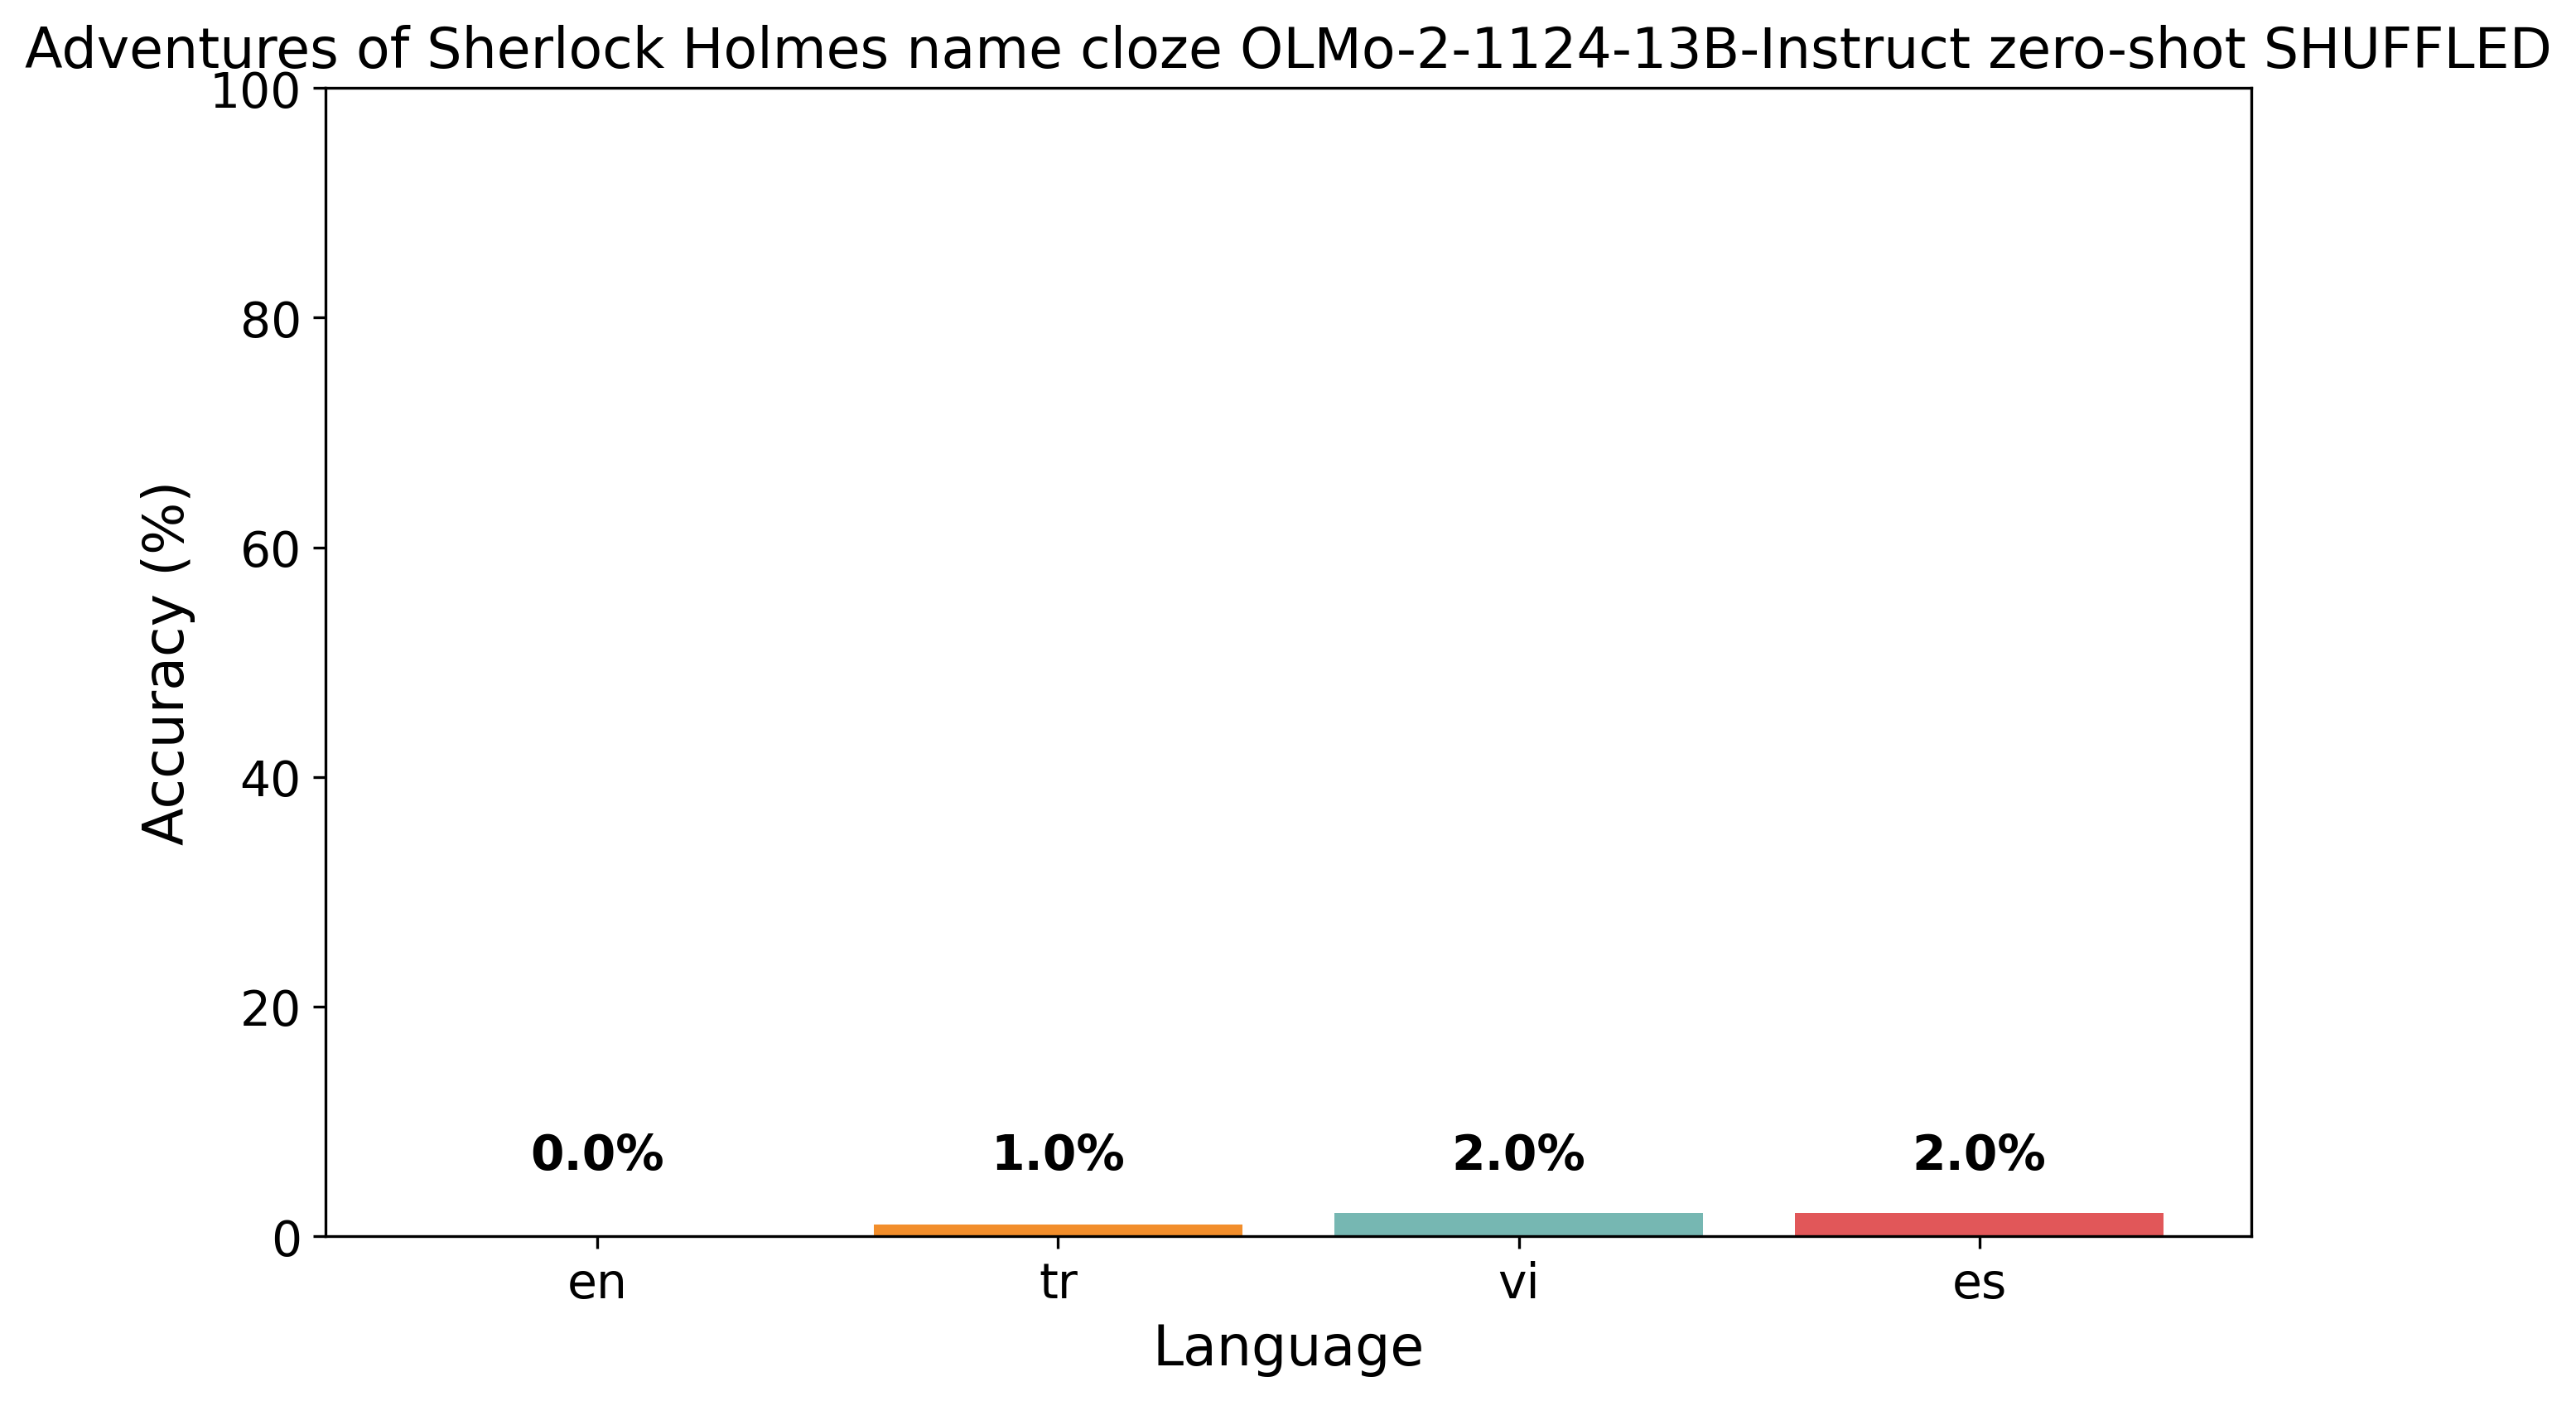 Adventures of Sherlock Holmes name cloze OLMo-2-1124-13B-Instruct zero-shot SHUFFLED
100
80
60
40
20
0
Accuracy (%)
0.0%
1.0%
2.0%
2.0%
en
tr
vi
es
Language